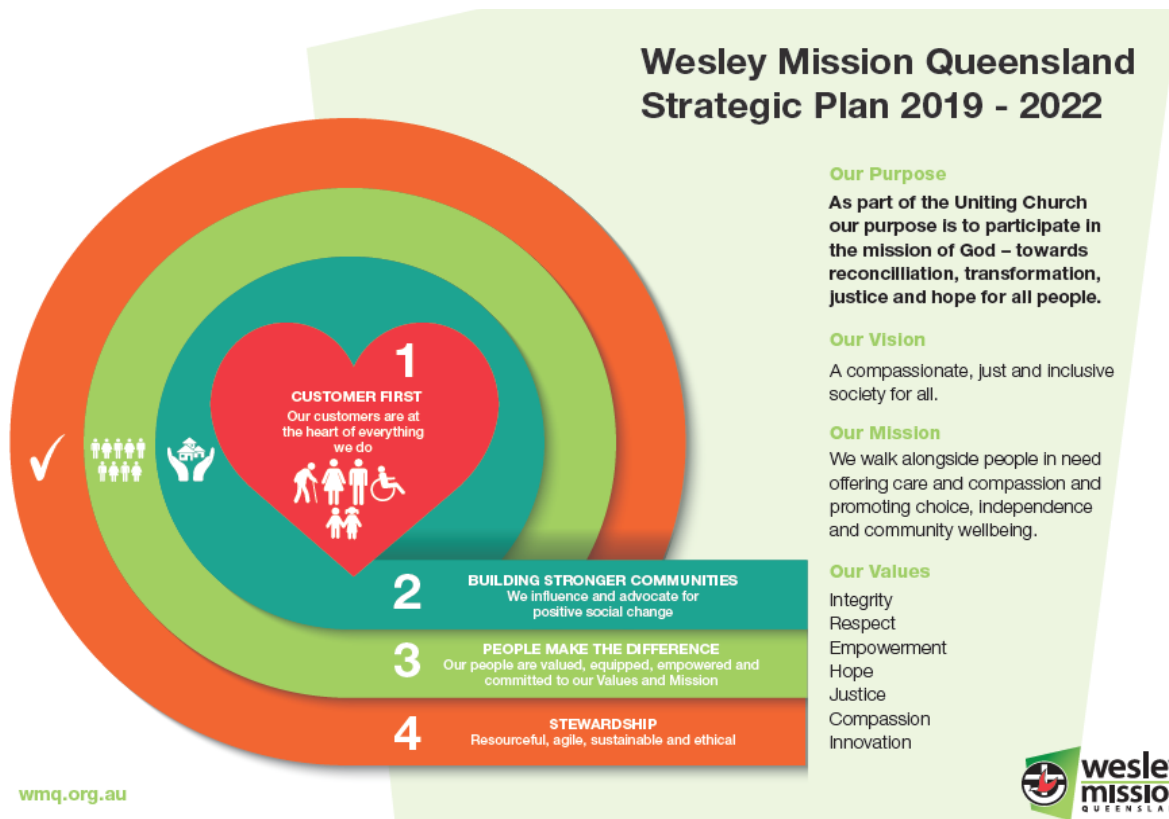 Wesley Mission Queensland
Strategic Plan 2019 - 2022
1
CUSTOMER FIRST
Our customers are at
the heart of everything
we do
2
BUILDING STRONGER COMMUNITIES
We influence and advocate for
positive social change
3
PEOPLE MAKE THE DIFFERENCE
Our people are valued, equipped, empowered and
committed to our Values and Mission
4
STEWARDSHIP
Resourceful, agile, sustainable and ethical
Our Purpose
As part of the Uniting Church
our purpose is to participate in
the mission of God – towards
reconcilliation, transformation,
justice and hope for all people.
Our Vision
A compassionate, just and inclusive
society for all.
Our Mission
We walk alongside people in need
offering care and compassion and
promoting choice, independence
and community wellbeing.
Our Values
Integrity
Respect
Empowerment
Hope
Justice
Compassion
Innovation
wmq.org.au
wesle
missio
QUEENSLA